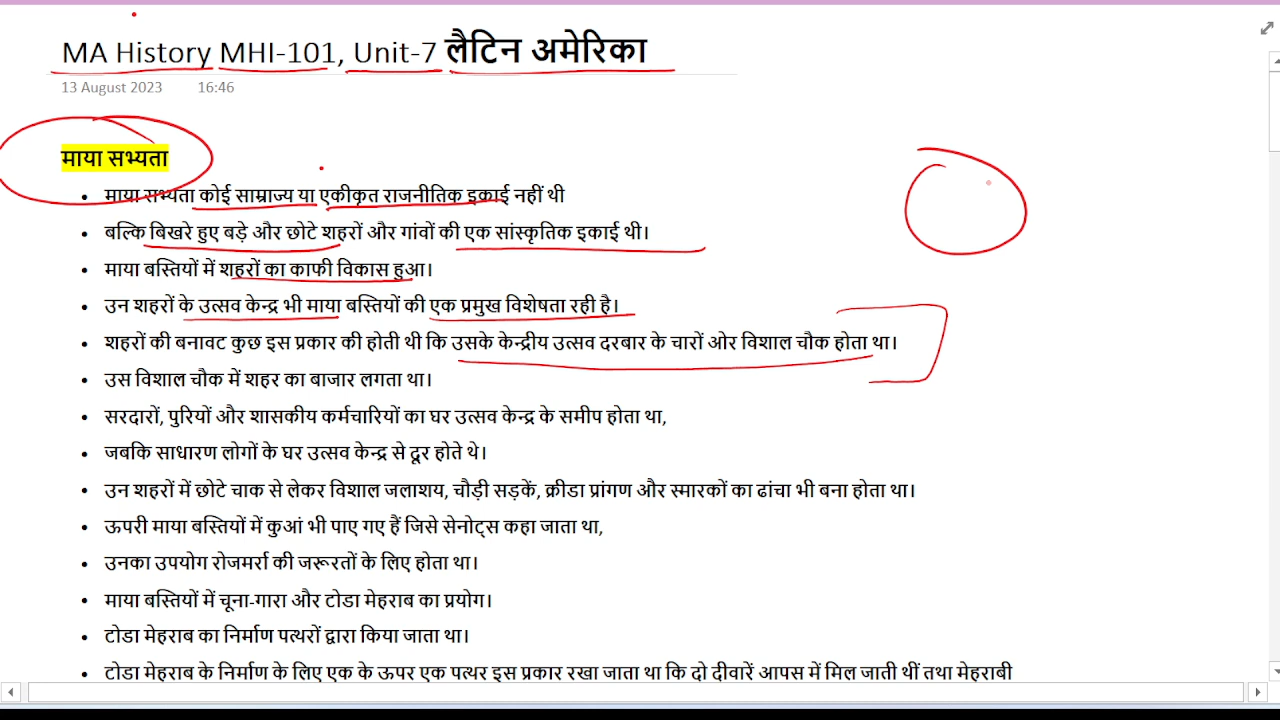 MA History MHI-101, Unit-7 लैटिन अमेरिका
13 August 2023 16:46
माया सभ्यता
• माया सभ्यता कोई साम्राज्य या एकीकृत राजनीतिक इकाई नहीं थी
• बल्कि बिखरे हुए बड़े और छोटे शहरों और गांवों की एक सांस्कृतिक इकाई थी।
• माया बस्तियों में शहरों का काफी विकास हुआ।
• उन शहरों के उत्सव केन्द्र भी माया बस्तियों की एक प्रमुख विशेषता रही है।
• शहरों की बनावट कुछ इस प्रकार की होती थी कि उसके केन्द्रीय उत्सव दरबार के चारों ओर विशाल चौक होता था।
• उस विशाल चौक में शहर का बाजार लगता था।
• सरदारों, पुरियों और शासकीय कर्मचारियों का घर उत्सव केन्द्र के समीप होता था,
• जबकि साधारण लोगों के घर उत्सव केन्द्र से दूर होते थे।
• उन शहरों में छोटे चाक से लेकर विशाल जलाशय, चौड़ी सड़कें, क्रीडा प्रांगण और स्मारकों का ढांचा भी बना होता था।
• ऊपरी माया बस्तियों में कुआं भी पाए गए हैं जिसे सेनोट्स कहा जाता था,
• उनका उपयोग रोजमर्रा की जरूरतों के लिए होता था।
• माया बस्तियों में चूना-गारा और टोडा मेहराब का प्रयोग।
• टोडा मेहराब का निर्माण पत्थरों द्वारा किया जाता था।
• टोडा मेहराब के निर्माण के लिए एक के ऊपर एक पत्थर इस प्रकार रखा जाता था कि दो दीवारें आपस में मिल जाती थीं तथा मेहराबी